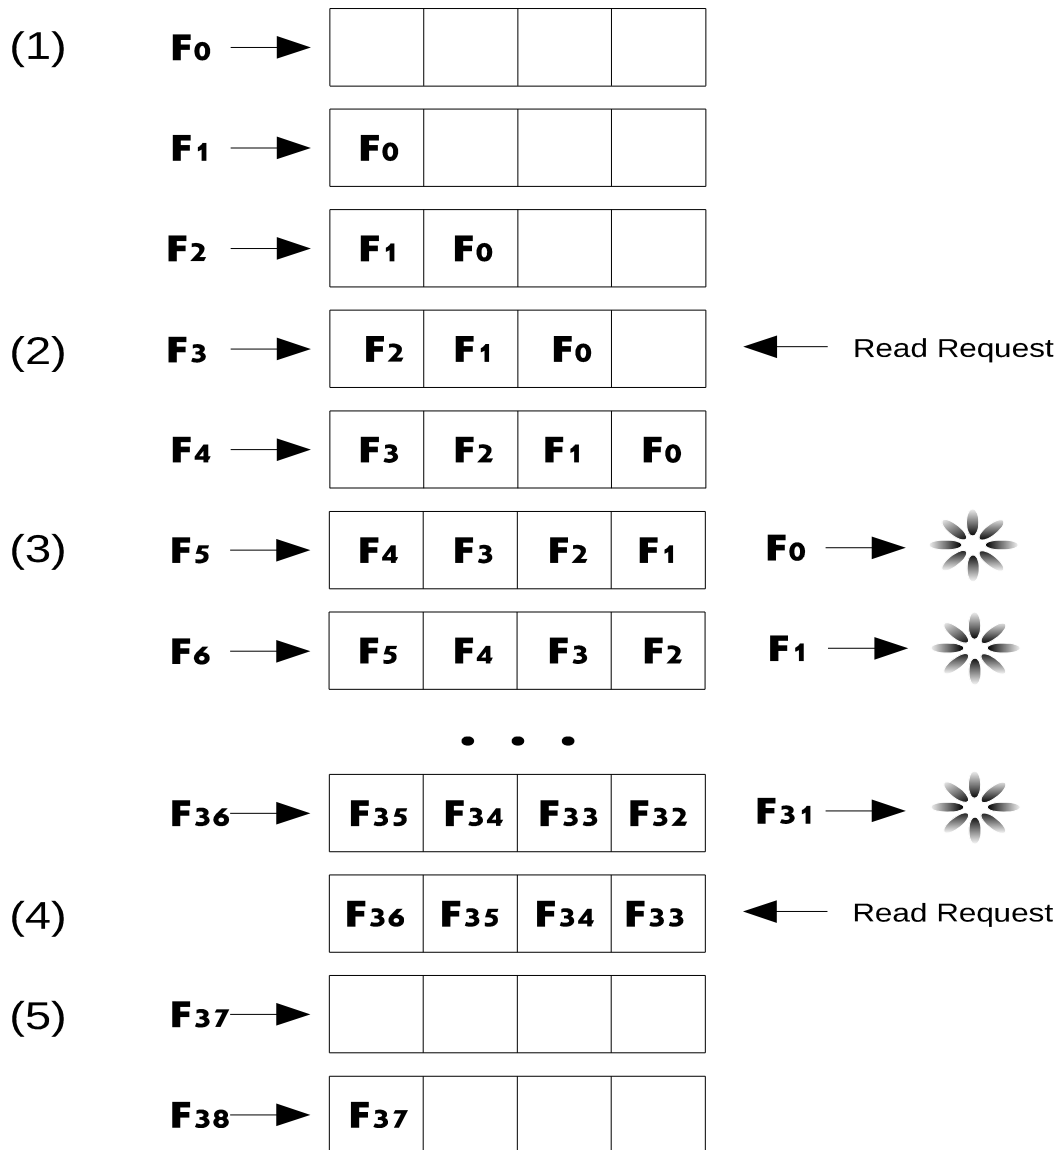 (1) F0
F1 F0
F2 F1 F0
(2) F3 F2 F1 F0 Read Request
F4 F3 F2 F1 F0
(3) F5 F4 F3 F2 F1 F0
F6 F5 F4 F3 F2 F1
F36 F35 F34 F33 F32 F31
(4) F36 F35 F34 F33 Read Request
(5) F37
F38 F37